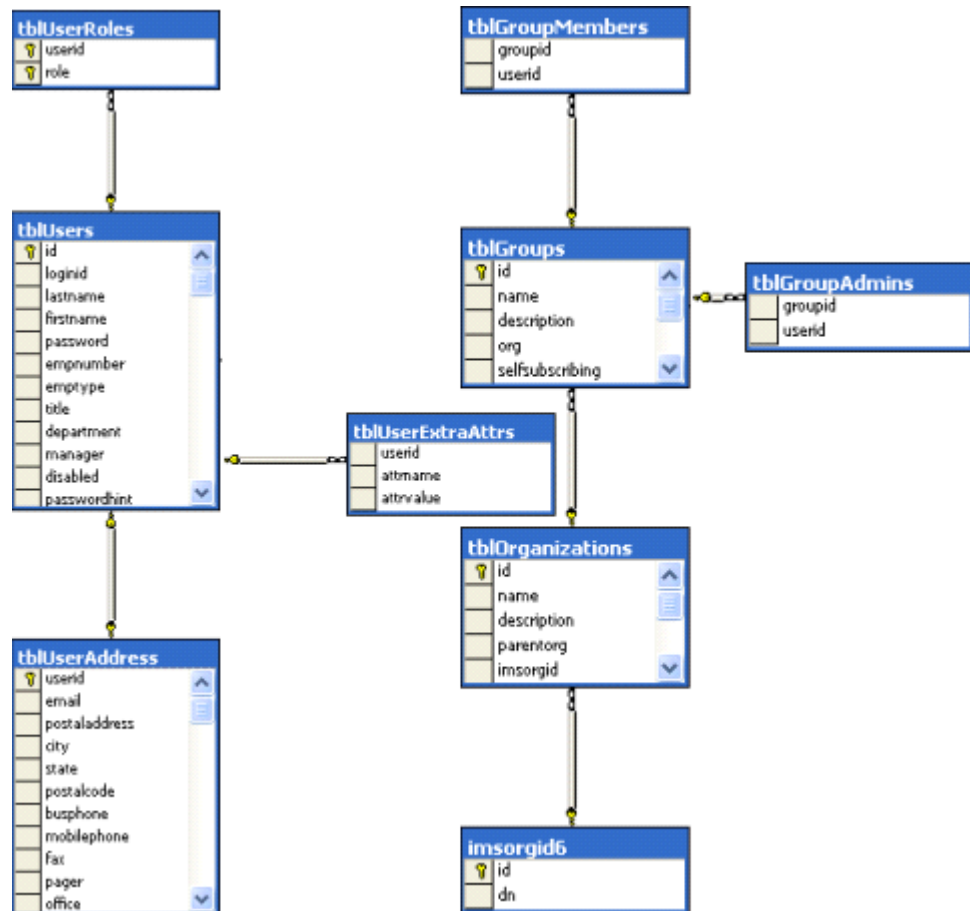 tblUserRoles
userid
role
tblGroupMembers
groupid
userid
tblUsers
id
loginid
lastname
firstname
password
empnumber
emptype
title
department
manager
disabled
passwordhint
tblGroups
id
name
description
org
selfsubscribing
tblGroupAdmins
groupid
userid
tblUserExtraAttrs
userid
attrname
attrvalue
tblOrganizations
id
name
description
parentorg
imsorgid
tblUserAddress
userid
email
postaladdress
city
state
postalcode
busphone
mobilephone
fax
pager
office
imsorgid6
id
dn